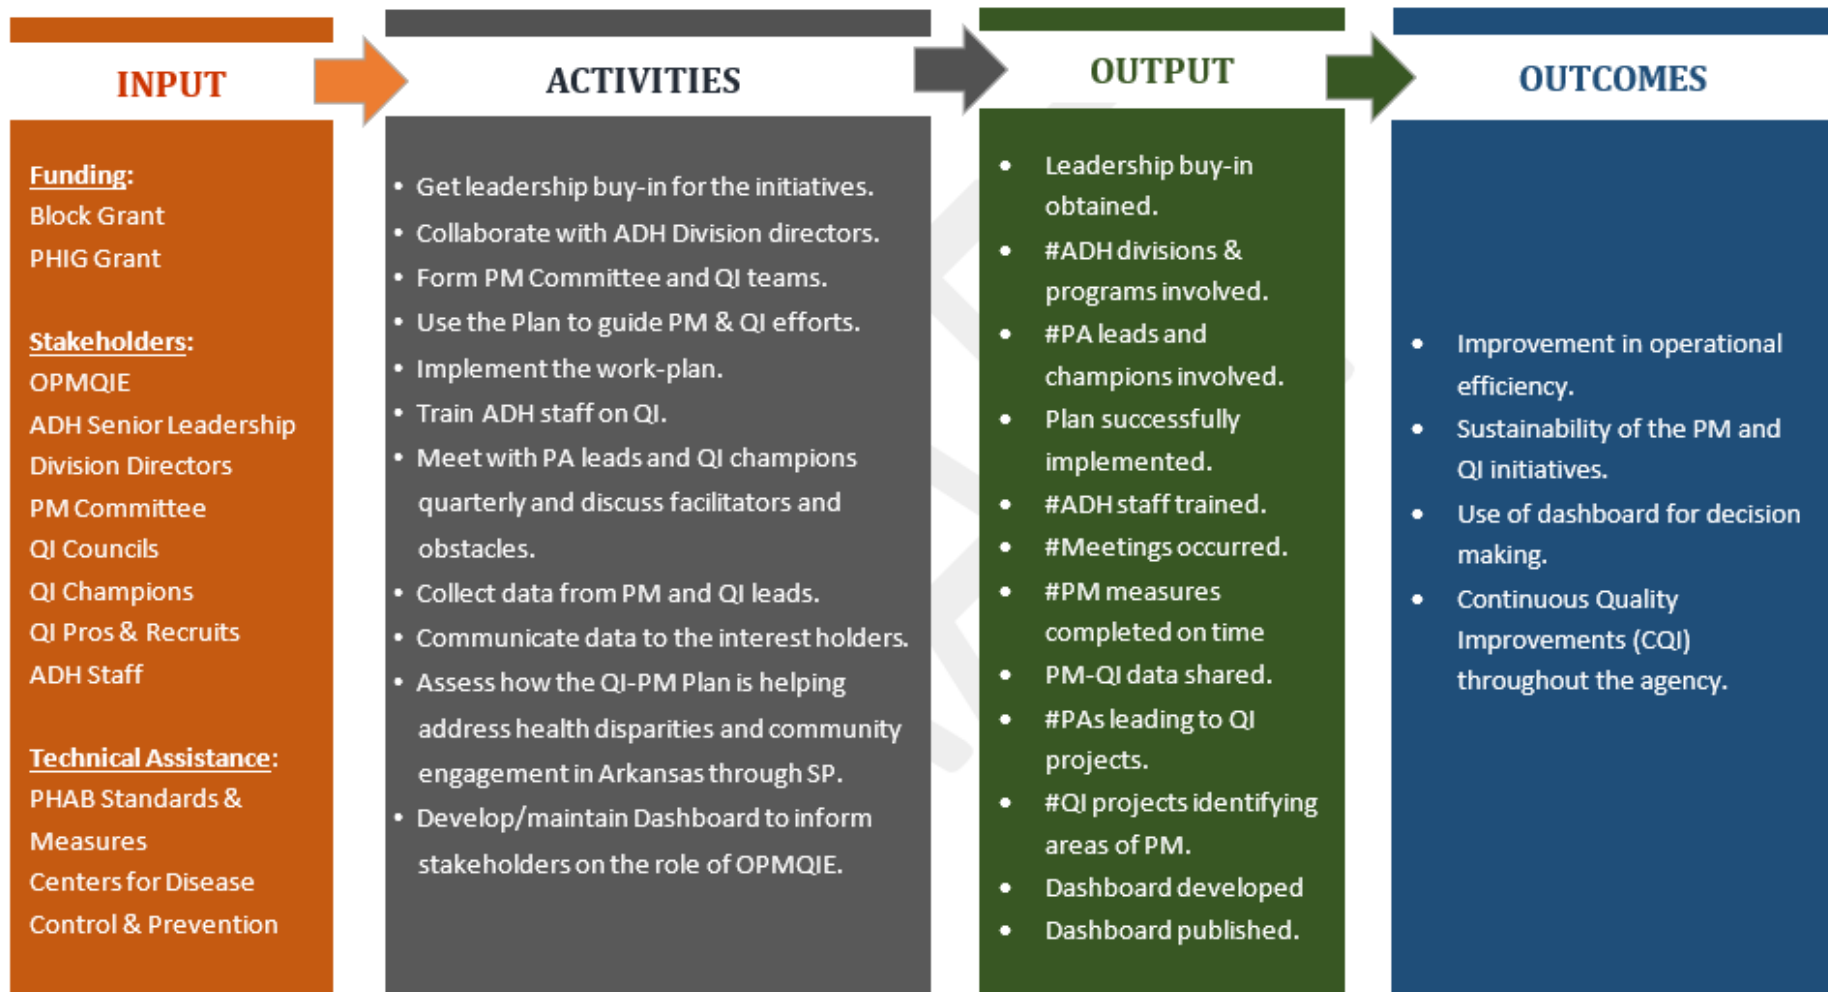 INPUT
Funding:
Block Grant
PHIG Grant
Stakeholders:
OPMQIE
ADH Senior Leadership
Division Directors
PM Committee
QI Councils
QI Champions
QI Pros & Recruits
ADH Staff
Technical Assistance:
PHAB Standards &
Measures
Centers for Disease
Control & Prevention
ACTIVITIES
• Get leadership buy-in for the initiatives.
• Collaborate with ADH Division directors.
• Form PM Committee and QI teams.
• Use the Plan to guide PM & QI efforts.
• Implement the work-plan.
• Train ADH staff on QI.
• Meet with PA leads and QI champions
quarterly and discuss facilitators and
obstacles.
• Collect data from PM and QI leads.
• Communicate data to the interest holders.
• Assess how the QI-PM Plan is helping
address health disparities and community
engagement in Arkansas through SP.
• Develop/maintain Dashboard to inform
stakeholders on the role of OPMQIE.
OUTPUT
• Leadership buy-in
obtained.
• #ADH divisions &
programs involved.
• #PA leads and
champions involved.
• Plan successfully
implemented.
• #ADH staff trained.
• #Meetings occurred.
• #PM measures
completed on time
• PM-QI data shared.
• #PAs leading to QI
projects.
• #QI projects identifying
areas of PM.
• Dashboard developed
• Dashboard published.
OUTCOMES
• Improvement in operational
efficiency.
• Sustainability of the PM and
QI initiatives.
• Use of dashboard for decision
making.
• Continuous Quality
Improvements (CQI)
throughout the agency.